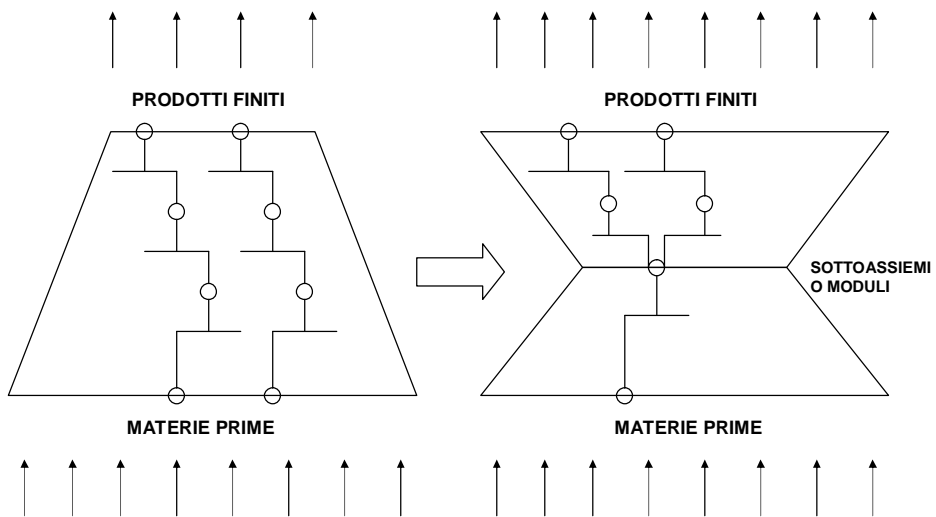 PRODOTTI FINITI
MATERIE PRIME
PRODOTTI FINITI
SOTTOASSIEMI
O MODULI
MATERIE PRIME